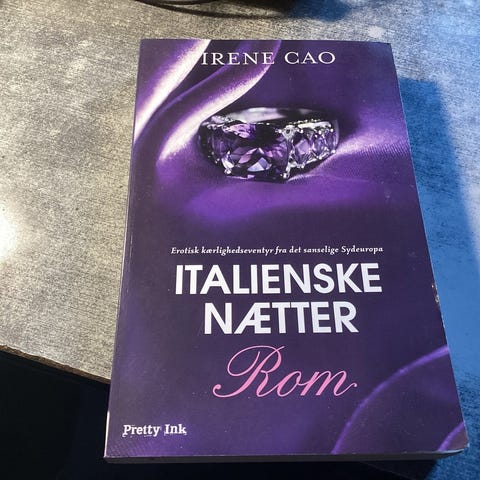 IRENE CAO
Erotisk kærlighedseventyr fra det sanselige Sydeuropa
ITALIENSKE
NÆTTER
Rom
Pretty Ink